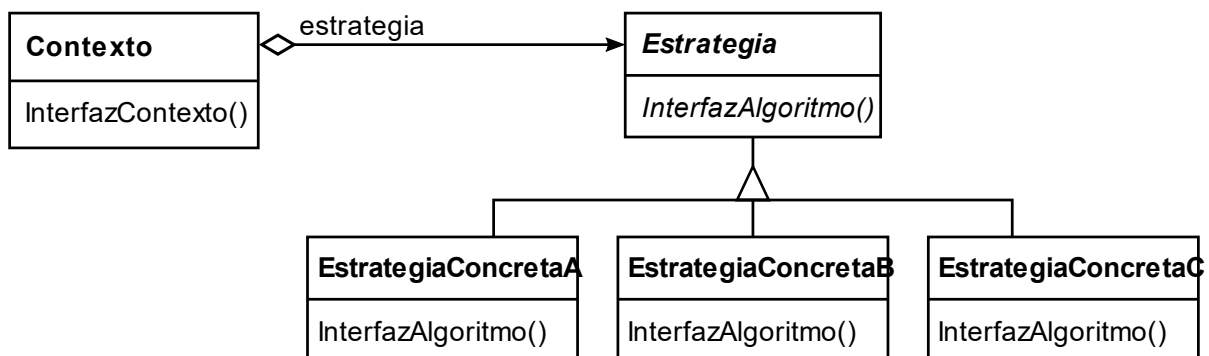 Contexto
estrategia
Estrategia
InterfazContexto()
InterfazAlgoritmo()
EstrategiaConcretaA
EstrategiaConcretaB
EstrategiaConcretaC
InterfazAlgoritmo()
InterfazAlgoritmo()
InterfazAlgoritmo()